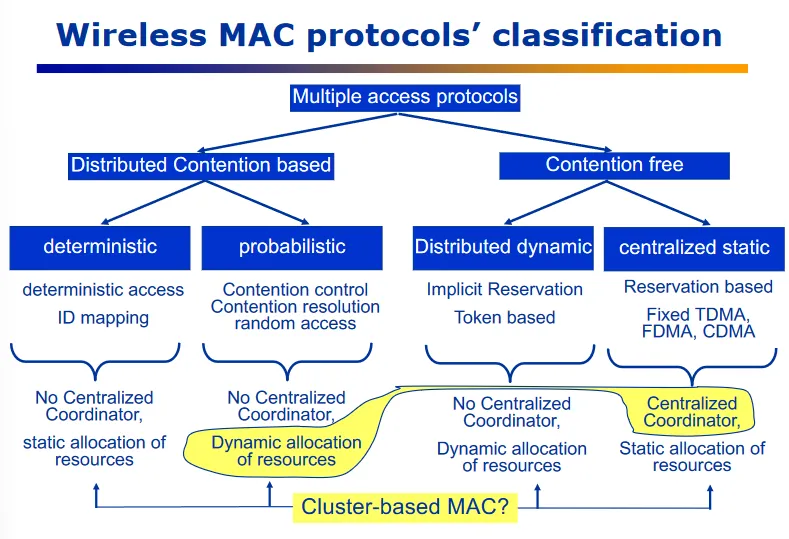 Wireless MAC protocols’ classification
Multiple access protocols
Distributed Contention based
Contention free
deterministic
probabilistic
Distributed dynamic
centralized static
deterministic access
ID mapping
Contention control
Contention resolution
random access
Implicit Reservation
Token based
Reservation based
Fixed TDMA,
FDMA, CDMA
No Centralized
Coordinator,
static allocation of
resources
No Centralized
Coordinator,
Dynamic allocation
of resources
No Centralized
Coordinator,
Dynamic allocation
of resources
Centralized
Coordinator,
Static allocation of
resources
Cluster-based MAC?